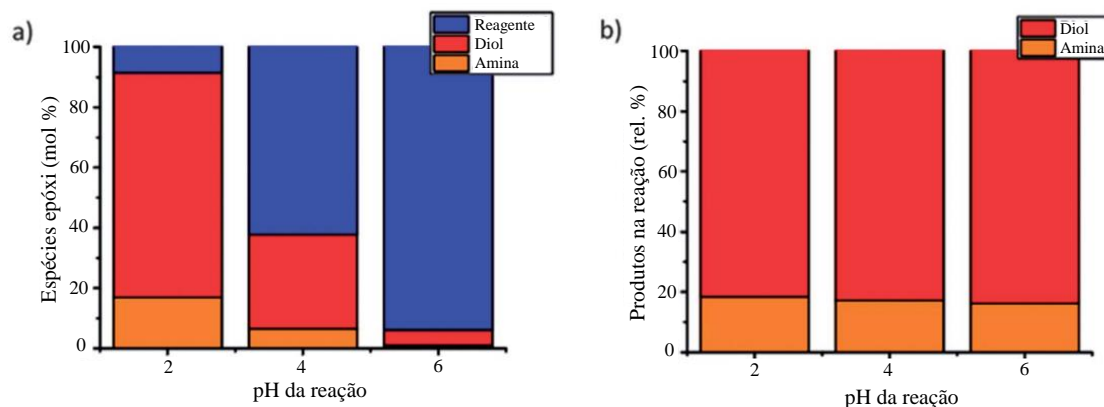 a)
Reagente
Diol
Amina
Espécies epóxi (mol %)
100
80
60
40
20
0
2
4
6
pH da reação
b)
Diol
Amina
Produtos na reação (rel. %)
100
80
60
40
20
0
2
4
6
pH da reação